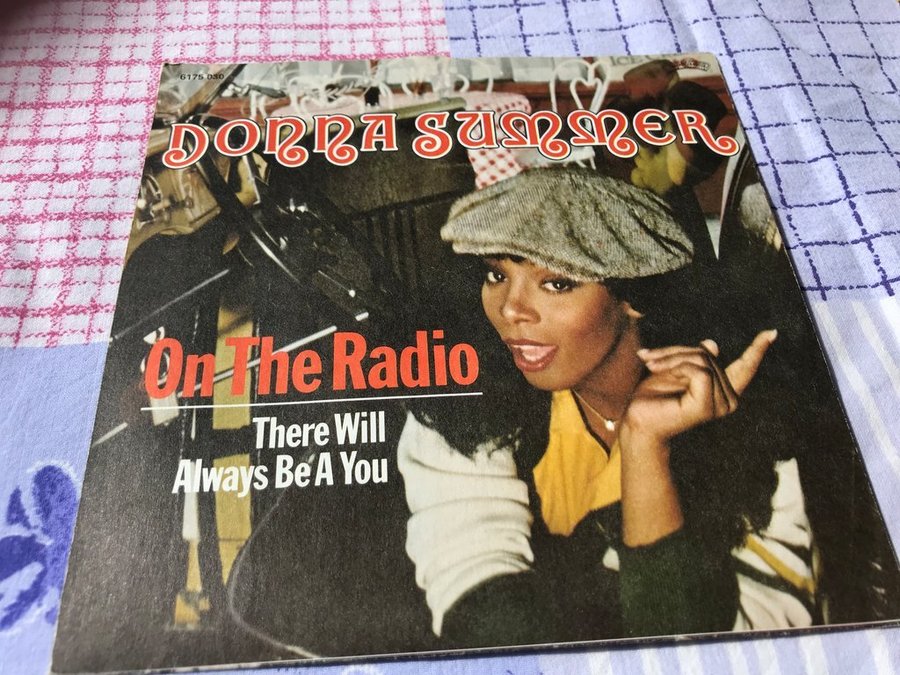 6175 030
DONNA SUMMER
On The Radio
There Will
Always Be A You